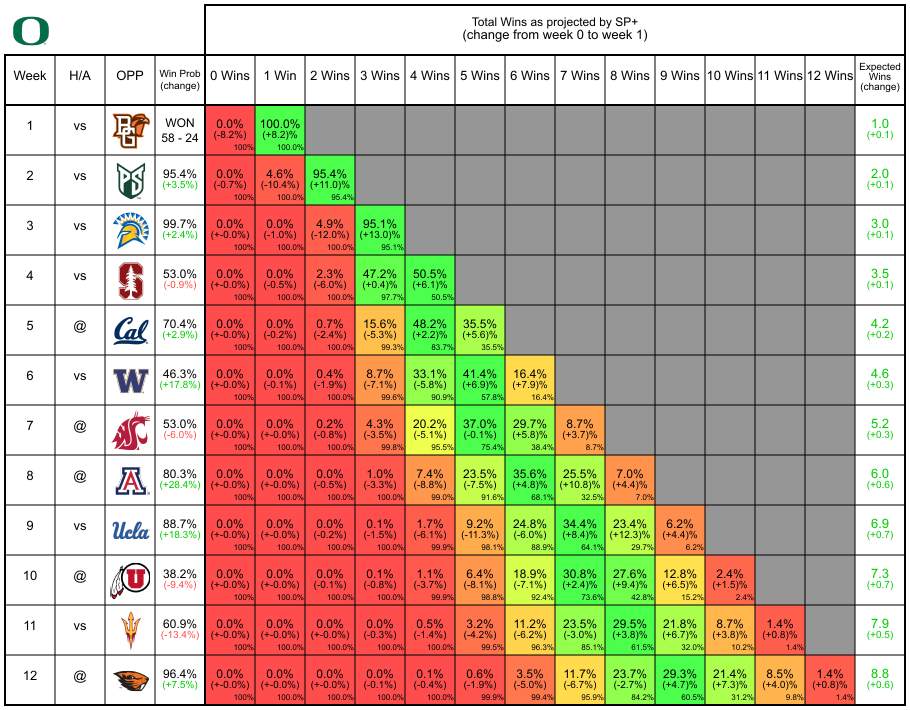 O
Total Wins as projected by SP+
(change from week 0 to week 1)
Week H/A OPP Win Prob (change) 0 Wins 1 Win 2 Wins 3 Wins 4 Wins 5 Wins 6 Wins 7 Wins 8 Wins 9 Wins 10 Wins 11 Wins 12 Wins Expected Wins (change)
1 vs BG WON 0.0% 100.0% 1.0
58 - 24 (-8.2%) (+8.2)% (+0.1)
100% 100.0%
2 vs PS 95.4% 0.0% 4.6% 95.4% 2.0
(+3.5%) (-0.7%) (-10.4%) (+11.0)% (+0.1)
100% 100.0% 95.4%
3 vs 99.7% 0.0% 0.0% 4.9% 95.1% 3.0
(+2.4%) (+-0.0%) (-1.0%) (-12.0%) (+13.0)% (+0.1)
100% 100.0% 100.0% 95.1%
4 vs S 53.0% 0.0% 0.0% 2.3% 47.2% 50.5% 3.5
(-0.9%) (+-0.0%) (-0.5%) (-6.0%) (+0.4)% (+6.1)% (+0.1)
100% 100.0% 100.0% 97.7% 50.5%
5 @ Cal 70.4% 0.0% 0.0% 0.7% 15.6% 48.2% 35.5% 4.2
(+2.9%) (+-0.0%) (-0.2%) (-2.4%) (-5.3%) (+2.2)% (+5.6)% (+0.2)
100% 100.0% 100.0% 99.3% 83.7% 35.5%
6 vs W 46.3% 0.0% 0.0% 0.4% 8.7% 33.1% 41.4% 16.4% 4.6
(+17.8%) (+-0.0%) (-0.1%) (-1.9%) (-7.1%) (-5.8%) (+6.9)% (+7.9)% (+0.3)
100% 100.0% 100.0% 99.6% 90.9% 57.8% 16.4%
7 @ 53.0% 0.0% 0.0% 0.2% 4.3% 20.2% 37.0% 29.7% 8.7% 5.2
(-6.0%) (+-0.0%) (+-0.0%) (-0.8%) (-3.5%) (-5.1%) (-0.1%) (+5.8)% (+3.7)% (+0.3)
100% 100.0% 100.0% 99.8% 95.5% 75.4% 38.4% 8.7%
8 @ A 80.3% 0.0% 0.0% 0.0% 1.0% 7.4% 23.5% 35.6% 25.5% 7.0% 6.0
(+28.4%) (+-0.0%) (+-0.0%) (-0.5%) (-3.3%) (-8.8%) (-7.5%) (+4.8)% (+10.8)% (+4.4)% (+0.6)
100% 100.0% 100.0% 100.0% 99.0% 91.6% 68.1% 32.5% 7.0%
9 vs Ucla 88.7% 0.0% 0.0% 0.0% 0.1% 1.7% 9.2% 24.8% 34.4% 23.4% 6.2% 6.9
(+18.3%) (+-0.0%) (+-0.0%) (-0.2%) (-1.5%) (-6.1%) (-11.3%) (-6.0%) (+8.4)% (+12.3)% (+4.4)% (+0.7)
100% 100.0% 100.0% 100.0% 99.9% 98.1% 88.9% 64.1% 29.7% 6.2%
10 @ U 38.2% 0.0% 0.0% 0.0% 0.1% 1.1% 6.4% 18.9% 30.8% 27.6% 12.8% 2.4% 7.3
(-9.4%) (+-0.0%) (+-0.0%) (-0.1%) (-0.8%) (-3.7%) (-8.1%) (-7.1%) (+2.4)% (+9.4)% (+6.5)% (+1.5)% (+0.7)
100% 100.0% 100.0% 100.0% 99.9% 98.8% 92.4% 73.6% 42.8% 15.2% 2.4%
11 vs 60.9% 0.0% 0.0% 0.0% 0.0% 0.5% 3.2% 11.2% 23.5% 29.5% 21.8% 8.7% 1.4% 7.9
(-13.4%) (+-0.0%) (+-0.0%) (+-0.0%) (-0.3%) (-1.4%) (-4.2%) (-6.2%) (-3.0%) (+3.8)% (+6.7)% (+3.8)% (+0.8)% (+0.5)
100% 100.0% 100.0% 100.0% 100.0% 99.5% 96.3% 85.1% 61.5% 32.0% 10.2% 1.4%
12 @ 96.4% 0.0% 0.0% 0.0% 0.0% 0.1% 0.6% 3.5% 11.7% 23.7% 29.3% 21.4% 8.5% 1.4% 8.8
(+7.5%) (+-0.0%) (+-0.0%) (+-0.0%) (-0.1%) (-0.4%) (-1.9%) (-5.0%) (-6.7%) (-2.7%) (+4.7)% (+7.3)% (+4.0)% (+0.8)% (+0.6)
100% 100.0% 100.0% 100.0% 100.0% 99.9% 99.4% 95.9% 84.2% 60.5% 31.2% 9.8% 1.4%